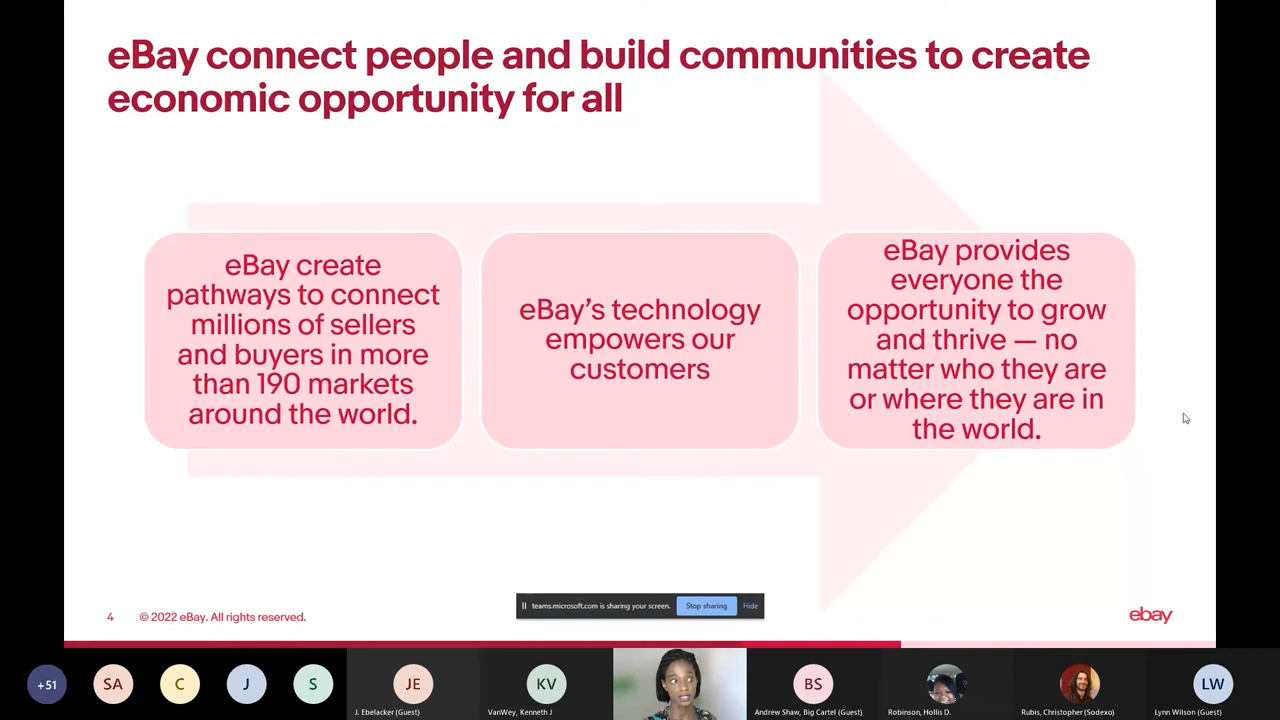 eBay connect people and build communities to create
economic opportunity for all
eBay create
pathways to connect
millions of sellers
and buyers in more
than 190 markets
around the world.
eBay’s technology
empowers our
customers
eBay provides
everyone the
opportunity to grow
and thrive — no
matter who they are
or where they are in
the world.
teams.microsoft.com is sharing your screen.
Stop sharing
Hide
4
© 2022 eBay. All rights reserved.
ebay
+51
SA
C
J
S
JE
KV
BS
LW
J. Ebelacker (Guest)
VanWey, Kenneth J
Andrew Shaw, Big Cartel (Guest)
Robinson, Hollis D.
Rubis, Christopher (Sodexo)
Lynn Wilson (Guest)